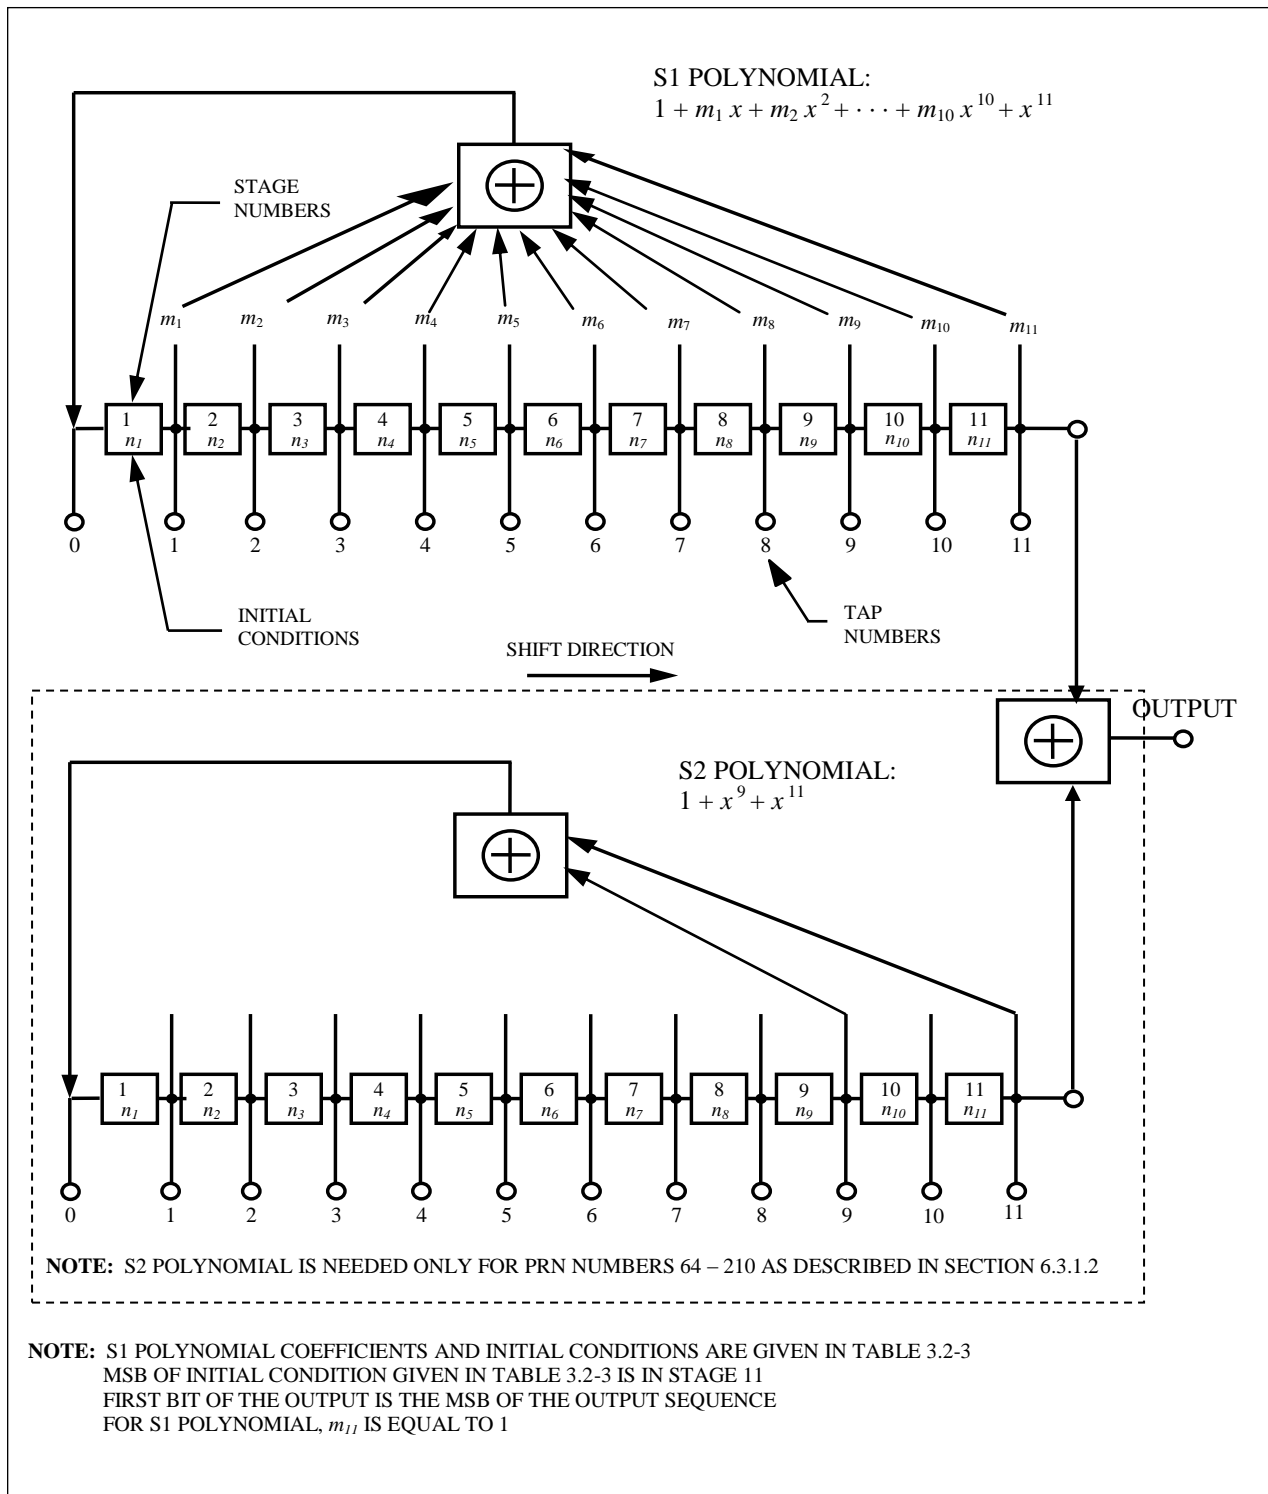 S1 POLYNOMIAL:
1 + m₁ x + m₂ x² + · · · + m₁₀ x¹⁰ + x¹¹
STAGE
NUMBERS
m₁ m₂ m₃ m₄ m₅ m₆ m₇ m₈ m₉ m₁₀ m₁₁
1 2 3 4 5 6 7 8 9 10 11
n₁ n₂ n₃ n₄ n₅ n₆ n₇ n₈ n₉ n₁₀ n₁₁
0 1 2 3 4 5 6 7 8 9 10 11
INITIAL
CONDITIONS
TAP
NUMBERS
SHIFT DIRECTION
OUTPUT
S2 POLYNOMIAL:
1 + x⁹ + x¹¹
1 2 3 4 5 6 7 8 9 10 11
n₁ n₂ n₃ n₄ n₅ n₆ n₇ n₈ n₉ n₁₀ n₁₁
0 1 2 3 4 5 6 7 8 9 10 11
NOTE: S2 POLYNOMIAL IS NEEDED ONLY FOR PRN NUMBERS 64 – 210 AS DESCRIBED IN SECTION 6.3.1.2
NOTE: S1 POLYNOMIAL COEFFICIENTS AND INITIAL CONDITIONS ARE GIVEN IN TABLE 3.2-3
MSB OF INITIAL CONDITION GIVEN IN TABLE 3.2-3 IS IN STAGE 11
FIRST BIT OF THE OUTPUT IS THE MSB OF THE OUTPUT SEQUENCE
FOR S1 POLYNOMIAL, m₁₁ IS EQUAL TO 1